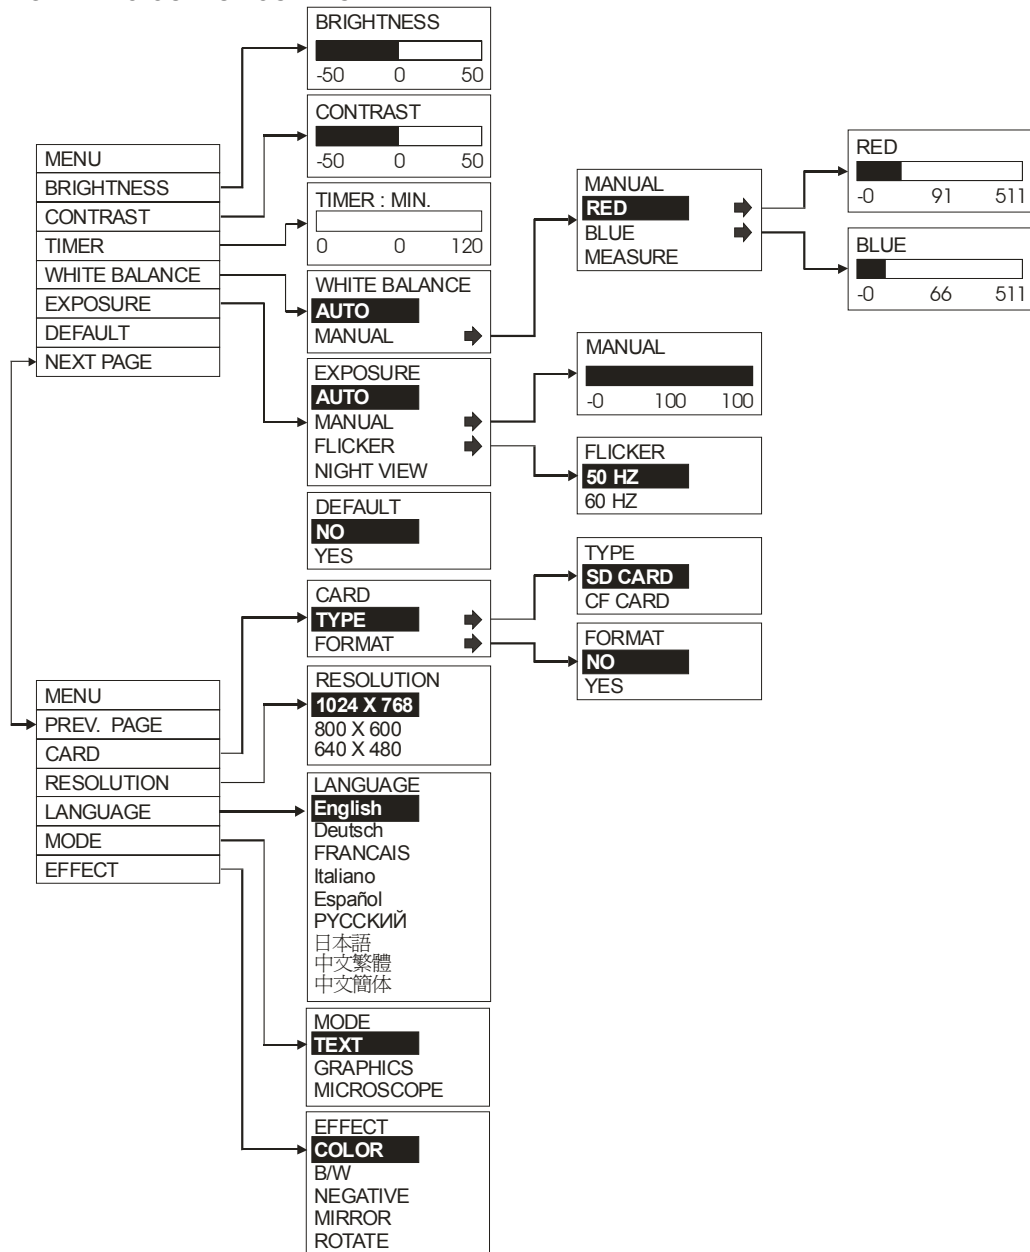 BRIGHTNESS
-50 0 50
CONTRAST
-50 0 50
MENU
BRIGHTNESS
CONTRAST
TIMER
WHITE BALANCE
EXPOSURE
DEFAULT
NEXT PAGE
TIMER : MIN.
0 0 120
WHITE BALANCE
AUTO
MANUAL
MANUAL
RED
BLUE
MEASURE
RED
-0 91 511
BLUE
-0 66 511
EXPOSURE
AUTO
MANUAL
FLICKER
NIGHT VIEW
MANUAL
-0 100 100
FLICKER
50 HZ
60 HZ
DEFAULT
NO
YES
MENU
PREV. PAGE
CARD
RESOLUTION
LANGUAGE
MODE
EFFECT
CARD
TYPE
FORMAT
TYPE
SD CARD
CF CARD
FORMAT
NO
YES
RESOLUTION
1024 X 768
800 X 600
640 X 480
LANGUAGE
English
Deutsch
FRANCAIS
Italiano
Español
РУССКИЙ
日本語
中文繁體
中文簡体
MODE
TEXT
GRAPHICS
MICROSCOPE
EFFECT
COLOR
B/W
NEGATIVE
MIRROR
ROTATE